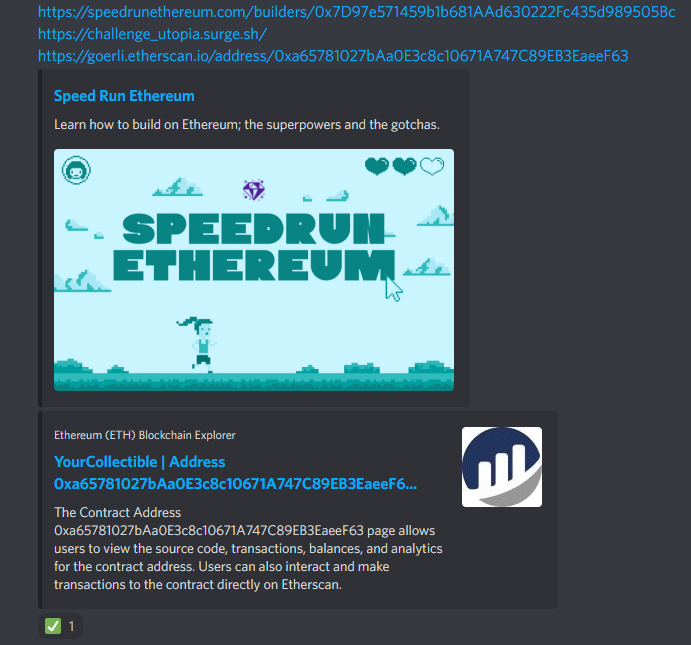 https://speedrunethereum.com/builders/0x7D97e571459b1b681AAd630222Fc435d989505Bc
https://challenge_utopia.surge.sh/
https://goerli.etherscan.io/address/0xa65781027bAa0E3c8c10671A747C89EB3EaeeF63
Speed Run Ethereum
Learn how to build on Ethereum; the superpowers and the gotchas.
SPEEDRUN
ETHEREUM
Ethereum (ETH) Blockchain Explorer
YourCollectible | Address
0xa65781027bAa0E3c8c10671A747C89EB3EaeeF6...
The Contract Address
0xa65781027bAa0E3c8c10671A747C89EB3EaeeF63 page allows
users to view the source code, transactions, balances, and analytics
for the contract address. Users can also interact and make
transactions to the contract directly on Etherscan.
1